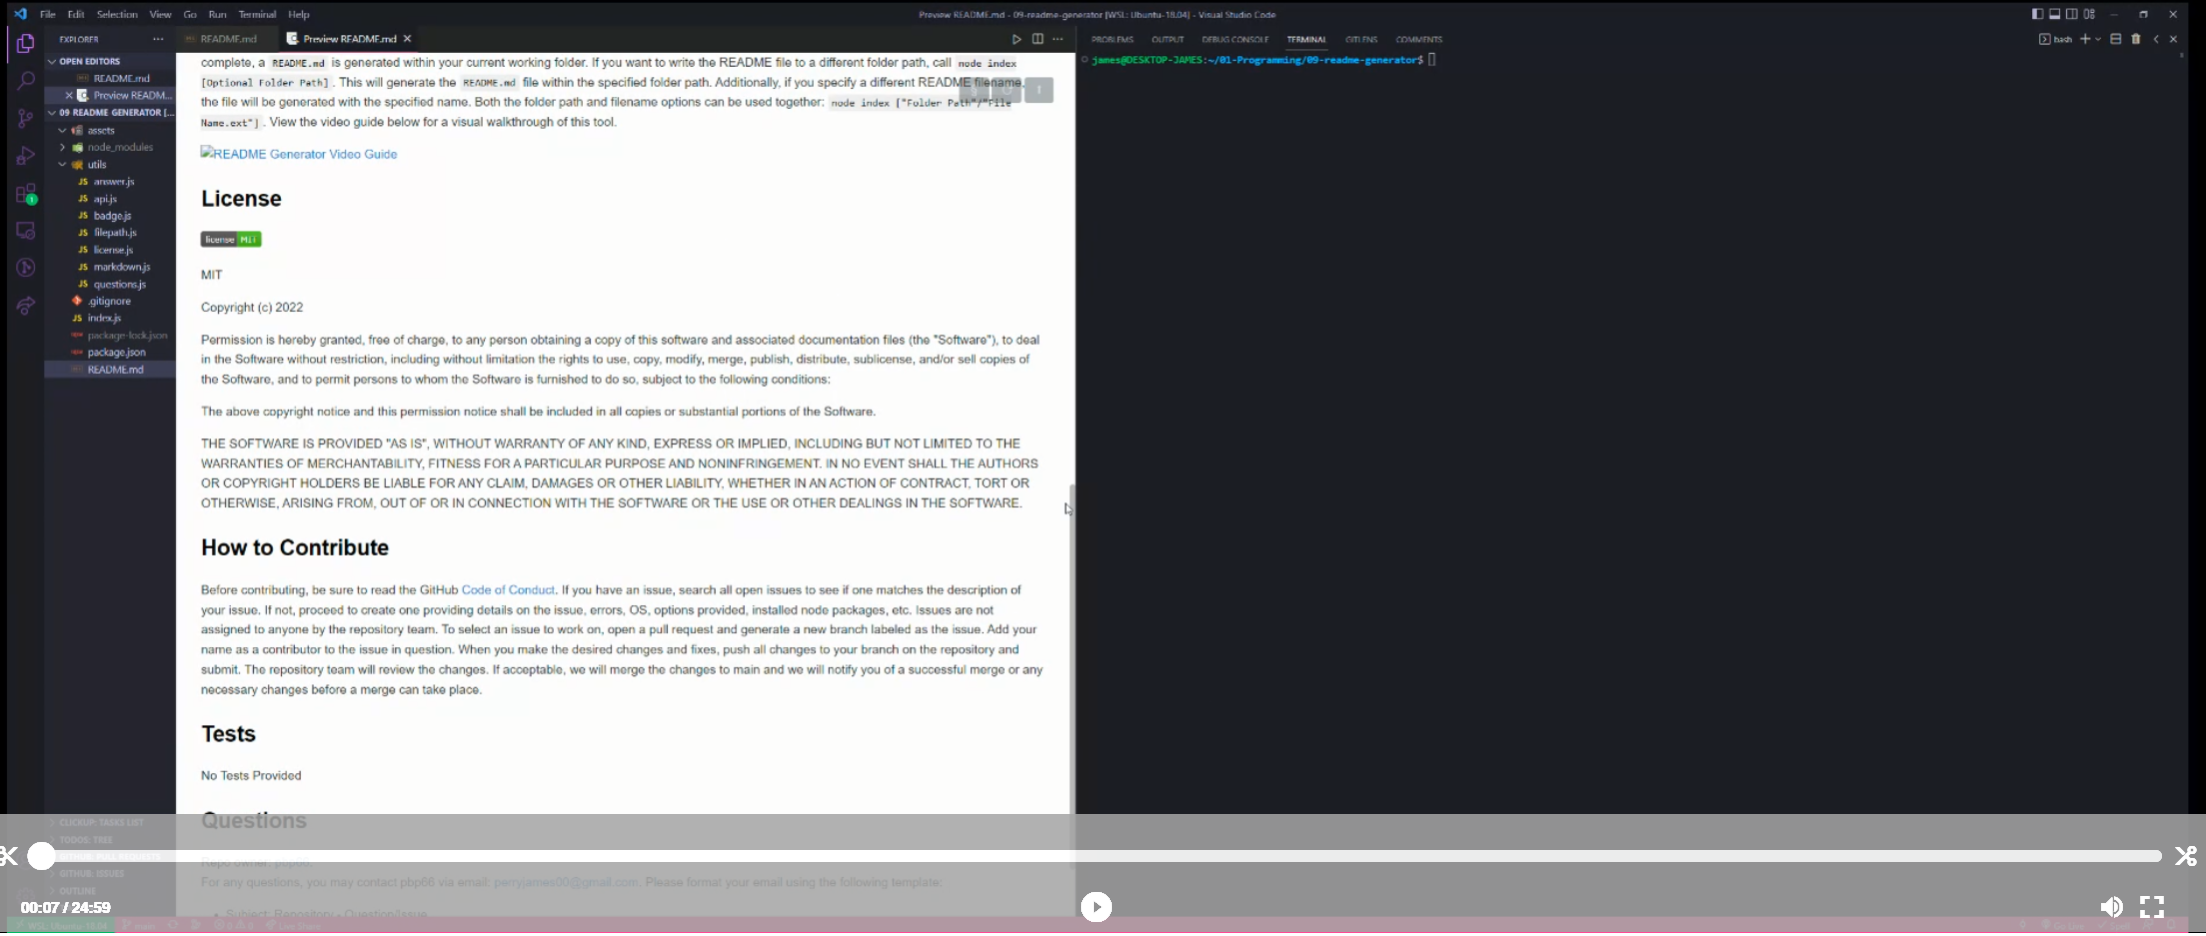 File Edit Selection View Go Run Terminal Help
Preview README.md - 09-readme-generator [WSL: Ubuntu-18.04] - Visual Studio Code
EXPLORER
README.md
Preview README.md
PROBLEMS OUTPUT DEBUG CONSOLE TERMINAL GITLENS COMMENTS
bash
OPEN EDITORS
README.md
Preview READM...
09 README GENERATOR [...
assets
node_modules
utils
answer.js
api.js
badge.js
filepath.js
license.js
markdown.js
questions.js
.gitignore
index.js
package-lock.json
package.json
README.md
CLICKUP: TASKS LIST
TODOS: TREE
GITHUB: PULL REQUESTS
GITHUB: ISSUES
OUTLINE
complete, a README.md is generated within your current working folder. If you want to write the README file to a different folder path, call node index
[Optional Folder Path]. This will generate the README.md file within the specified folder path. Additionally, if you specify a different README filename,
the file will be generated with the specified name. Both the folder path and filename options can be used together: node index ["Folder Path"/"File
Name.ext"]. View the video guide below for a visual walkthrough of this tool.
README Generator Video Guide
License
license
MIT
Copyright (c) 2022
Permission is hereby granted, free of charge, to any person obtaining a copy of this software and associated documentation files (the "Software"), to deal
in the Software without restriction, including without limitation the rights to use, copy, modify, merge, publish, distribute, sublicense, and/or sell copies of
the Software, and to permit persons to whom the Software is furnished to do so, subject to the following conditions:
The above copyright notice and this permission notice shall be included in all copies or substantial portions of the Software.
THE SOFTWARE IS PROVIDED "AS IS", WITHOUT WARRANTY OF ANY KIND, EXPRESS OR IMPLIED, INCLUDING BUT NOT LIMITED TO THE
WARRANTIES OF MERCHANTABILITY, FITNESS FOR A PARTICULAR PURPOSE AND NONINFRINGEMENT. IN NO EVENT SHALL THE AUTHORS
OR COPYRIGHT HOLDERS BE LIABLE FOR ANY CLAIM, DAMAGES OR OTHER LIABILITY, WHETHER IN AN ACTION OF CONTRACT, TORT OR
OTHERWISE, ARISING FROM, OUT OF OR IN CONNECTION WITH THE SOFTWARE OR THE USE OR OTHER DEALINGS IN THE SOFTWARE.
How to Contribute
Before contributing, be sure to read the GitHub Code of Conduct. If you have an issue, search all open issues to see if one matches the description of
your issue. If not, proceed to create one providing details on the issue, errors, OS, options provided, installed node packages, etc. Issues are not
assigned to anyone by the repository team. To select an issue to work on, open a pull request and generate a new branch labeled as the issue. Add your
name as a contributor to the issue in question. When you make the desired changes and fixes, push all changes to your branch on the repository and
submit. The repository team will review the changes. If acceptable, we will merge the changes to main and we will notify you of a successful merge or any
necessary changes before a merge can take place.
Tests
No Tests Provided
Questions
Repo owner: pbp66
For any questions, you may contact pbp66 via email: perryjames00@gmail.com. Please format your email using the following template:
Subject: Repository - Question/Issue
james@DESKTOP-JAMES:~/01-Programming/09-readme-generator$
00:07 / 24:59
WSL: Ubuntu-18.04
main
Live Share
Go Live